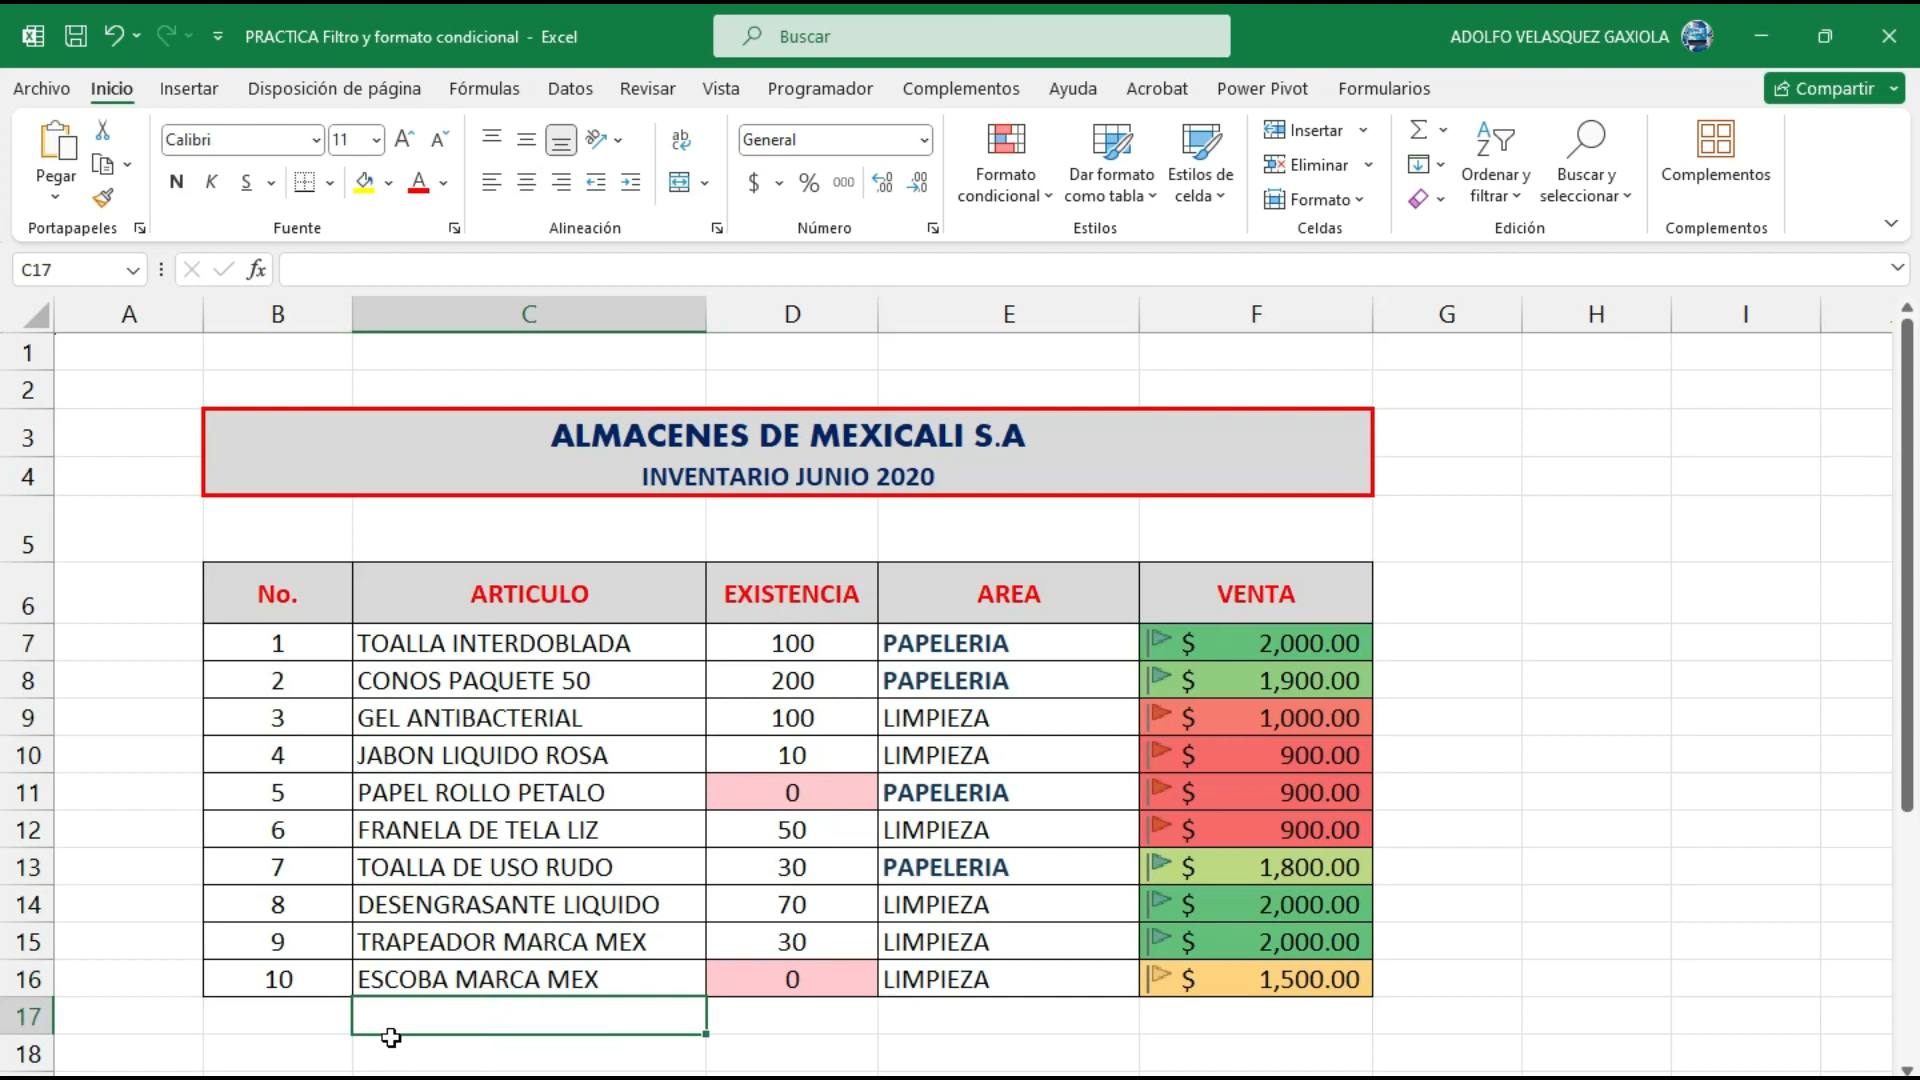 PRACTICA Filtro y formato condicional - Excel
Buscar
ADOLFO VELASQUEZ GAXIOLA
Archivo Inicio Insertar Disposición de página Fórmulas Datos Revisar Vista Programador Complementos Ayuda Acrobat Power Pivot Formularios Compartir
Pegar
Portapapeles
Calibri 11
N K S
Fuente
ab
Alineación
General
$ % 000
Número
Formato condicional
Dar formato como tabla
Estilos de celda
Estilos
Insertar
Eliminar
Formato
Celdas
Ordenar y filtrar
Buscar y seleccionar
Edición
Complementos
Complementos
C17 fx
A B C D E F G H I
1
2
3 ALMACENES DE MEXICALI S.A
4 INVENTARIO JUNIO 2020
5
6 No. ARTICULO EXISTENCIA AREA VENTA
7 1 TOALLA INTERDOBLADA 100 PAPELERIA $ 2,000.00
8 2 CONOS PAQUETE 50 200 PAPELERIA $ 1,900.00
9 3 GEL ANTIBACTERIAL 100 LIMPIEZA $ 1,000.00
10 4 JABON LIQUIDO ROSA 10 LIMPIEZA $ 900.00
11 5 PAPEL ROLLO PETALO 0 PAPELERIA $ 900.00
12 6 FRANELA DE TELA LIZ 50 LIMPIEZA $ 900.00
13 7 TOALLA DE USO RUDO 30 PAPELERIA $ 1,800.00
14 8 DESENGRASANTE LIQUIDO 70 LIMPIEZA $ 2,000.00
15 9 TRAPEADOR MARCA MEX 30 LIMPIEZA $ 2,000.00
16 10 ESCOBA MARCA MEX 0 LIMPIEZA $ 1,500.00
17
18